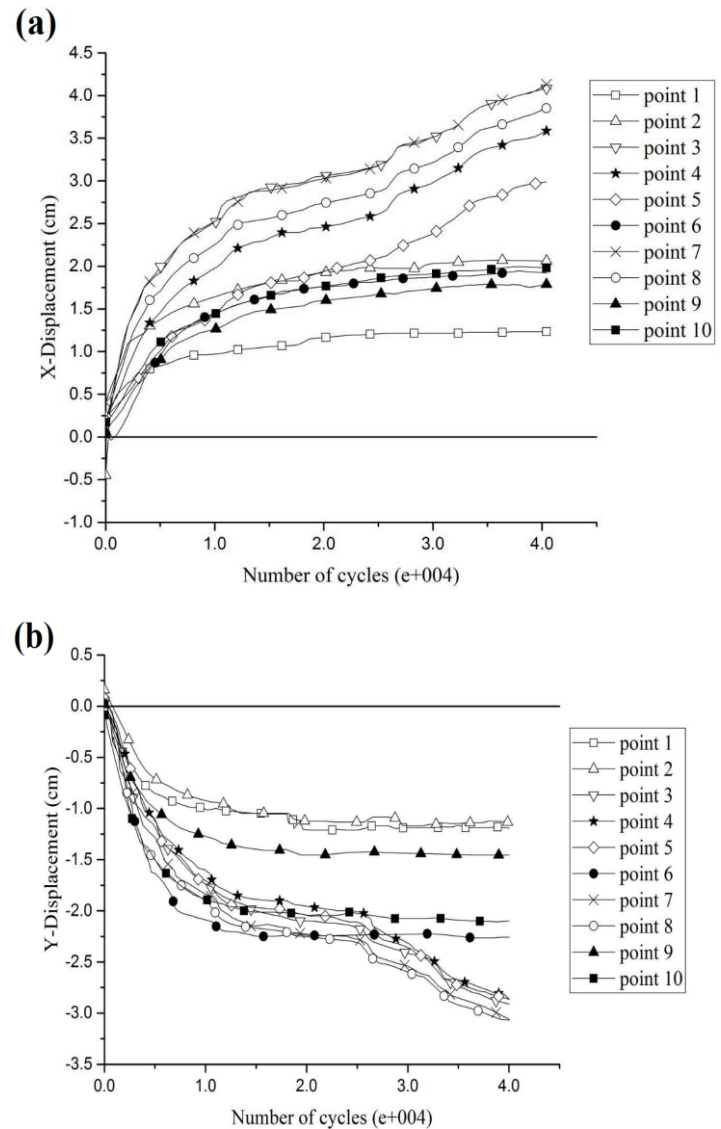 (a)
X-Displacement (cm)
4.5
4.0
3.5
3.0
2.5
2.0
1.5
1.0
0.5
0.0
-0.5
-1.0
0.0 1.0 2.0 3.0 4.0
Number of cycles (e+004)
point 1
point 2
point 3
point 4
point 5
point 6
point 7
point 8
point 9
point 10
(b)
Y-Displacement (cm)
0.5
0.0
-0.5
-1.0
-1.5
-2.0
-2.5
-3.0
-3.5
0.0 1.0 2.0 3.0 4.0
Number of cycles (e+004)
point 1
point 2
point 3
point 4
point 5
point 6
point 7
point 8
point 9
point 10